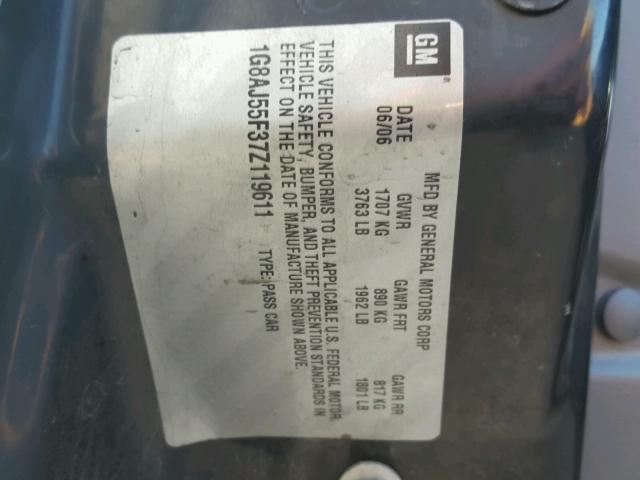 GM
MFD BY GENERAL MOTORS CORP
DATE GVWR GAWR FRT GAWR RR
06/06 1707 KG 890 KG 817 KG
3763 LB 1962 LB 1801 LB
THIS VEHICLE CONFORMS TO ALL APPLICABLE U.S. FEDERAL MOTOR
VEHICLE SAFETY, BUMPER, AND THEFT PREVENTION STANDARDS IN
EFFECT ON THE DATE OF MANUFACTURE SHOWN ABOVE.
1G8AJ55F37Z119611 TYPE: PASS CAR